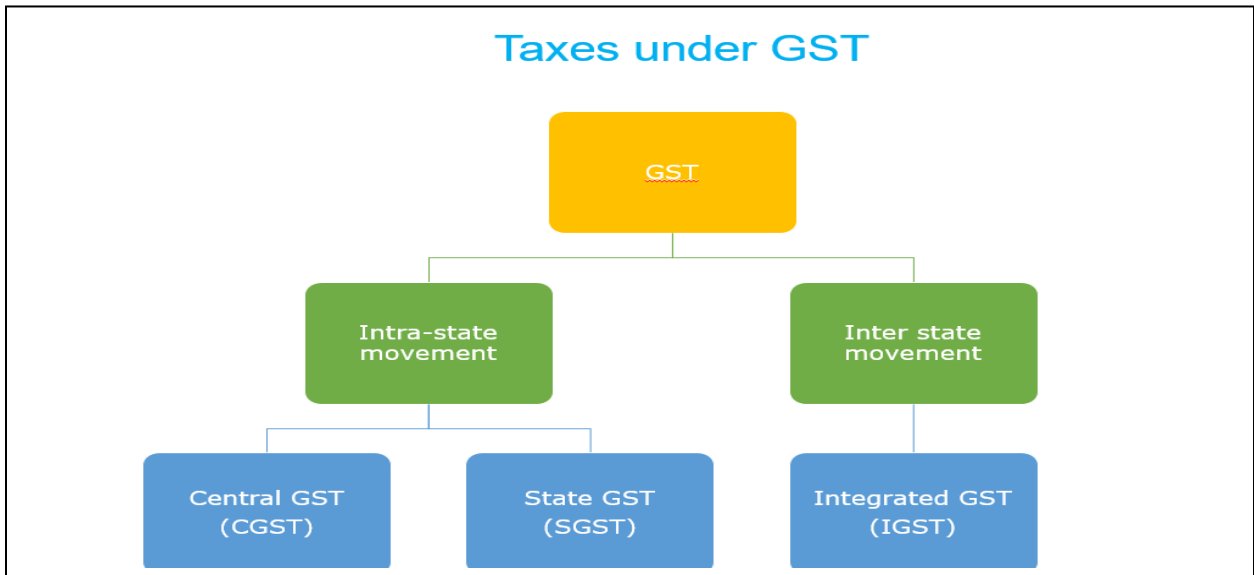 Taxes under GST
GST
Intra-state
movement
Inter state
movement
Central GST
(CGST)
State GST
(SGST)
Integrated GST
(IGST)